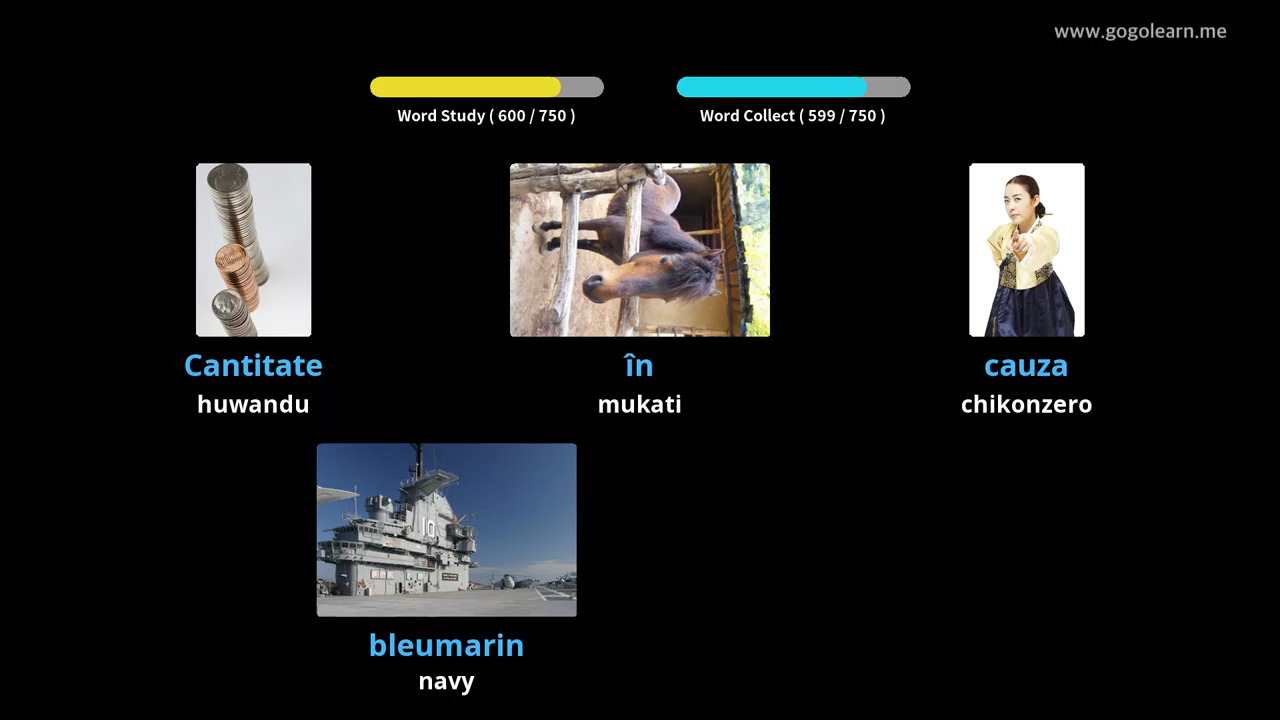 www.gogolearn.me
Word Study ( 600 / 750 )
Word Collect ( 599 / 750 )
Cantitate
huwandu
în
mukati
cauza
chikonzero
10
bleumarin
navy